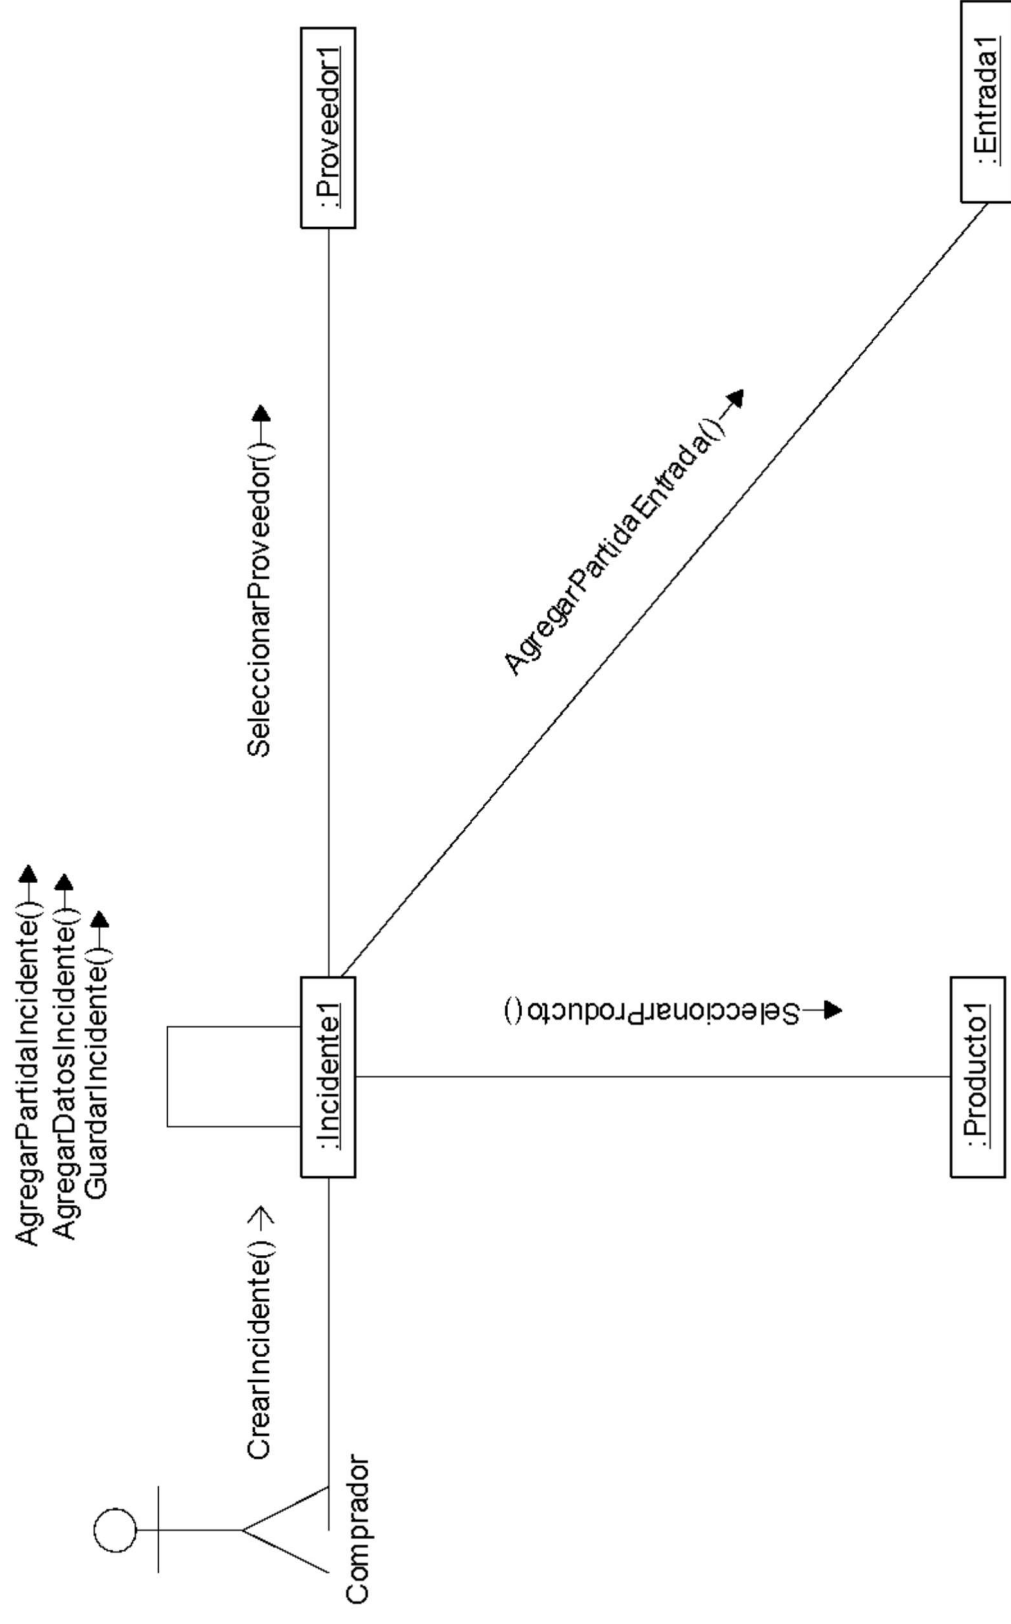 AgregarPartidaIncidente()
AgregarDatosIncidente()
GuardarIncidente()
CrearIncidente()
SeleccionarProveedor()
Comprador
:Incidente1
:Proveedor1
AgregarPartidaEntrada()
SeleccionarProducto()
:Producto1
:Entrada1